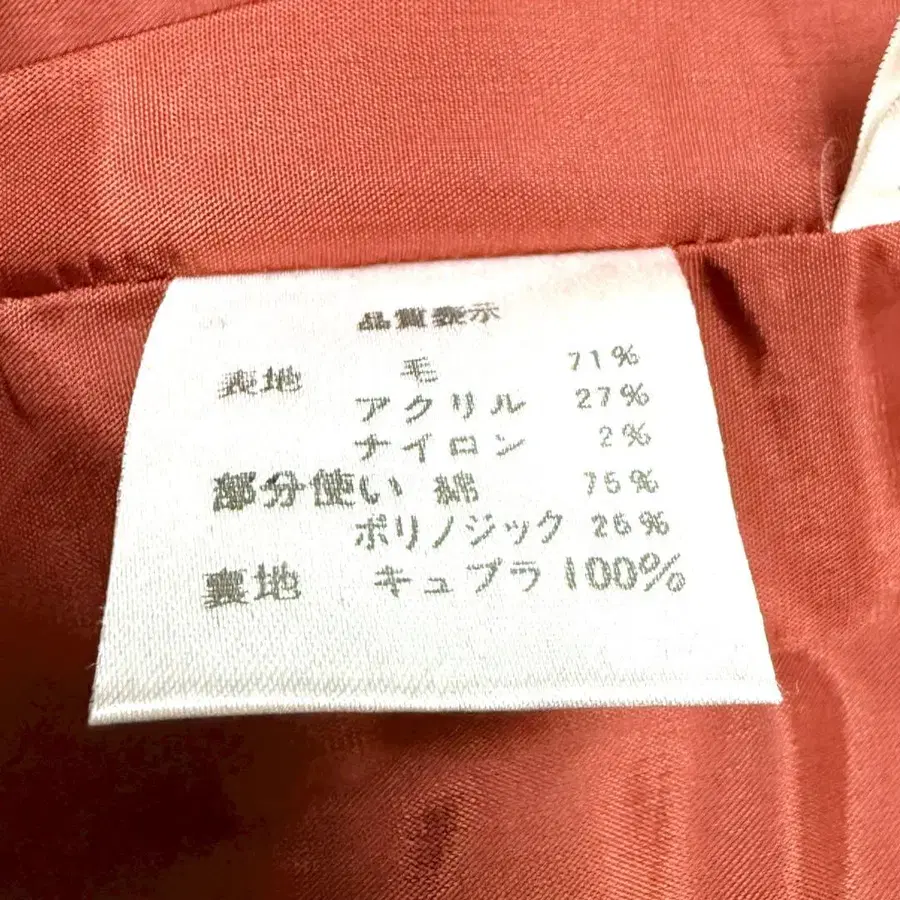 品質表示
表地 毛 71%
アクリル 27%
ナイロン 2%
部分使い 綿 75%
ポリノジック 25%
裏地 キュプラ 100%